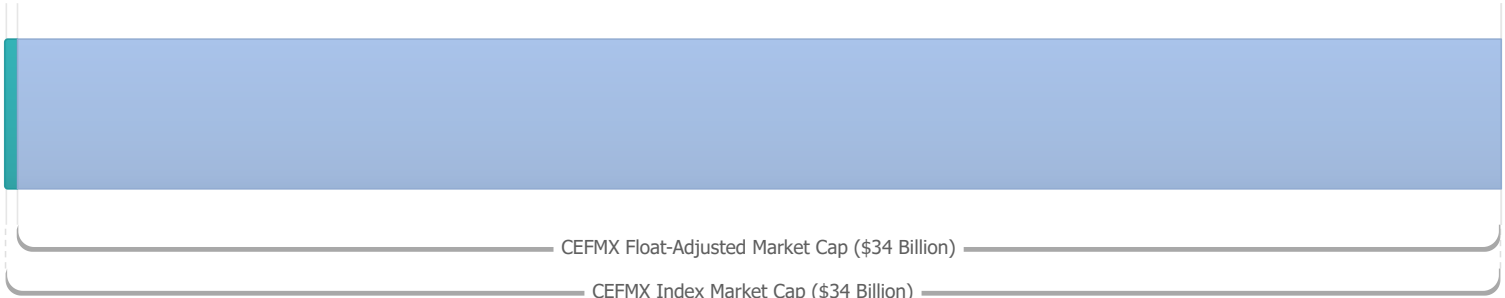 CEFMX Float-Adjusted Market Cap ($34 Billion)
CEFMX Index Market Cap ($34 Billion)